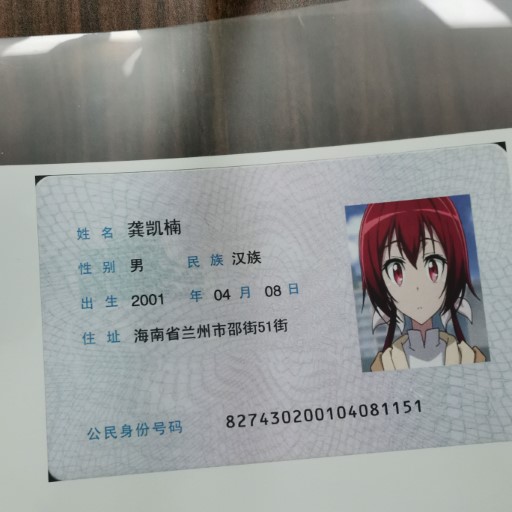 姓名 龚凯楠
性别 男 民族 汉族
出生 2001 年 04 月 08 日
住址 海南省兰州市邵街51街
公民身份号码 827430200104081151